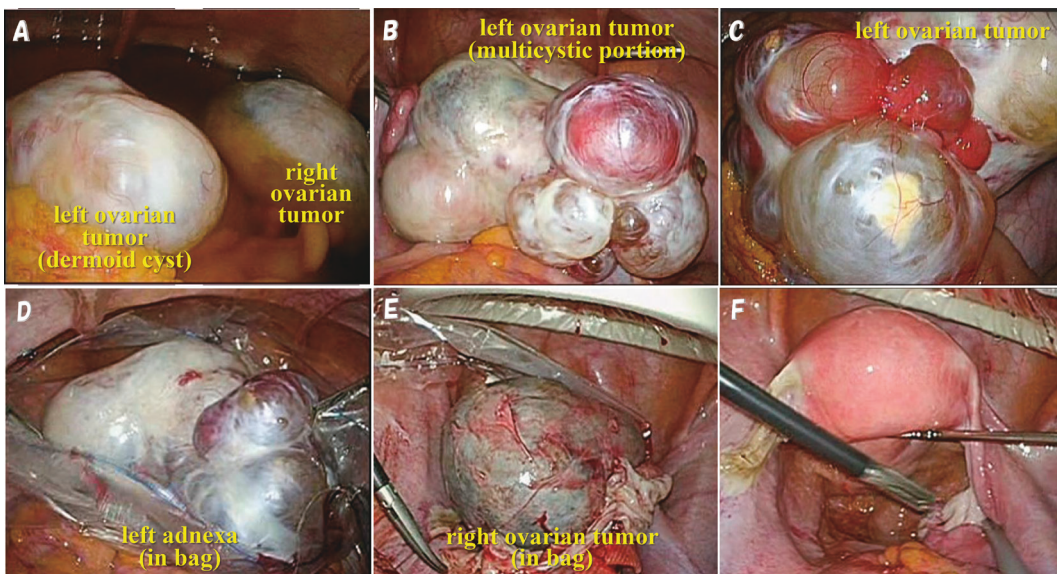 A
left ovarian
tumor
(dermoid cyst)
right
ovarian
tumor
B
left ovarian tumor
(multicystic portion)
C
left ovarian tumor
D
left adnexa
(in bag)
E
right ovarian tumor
(in bag)
F